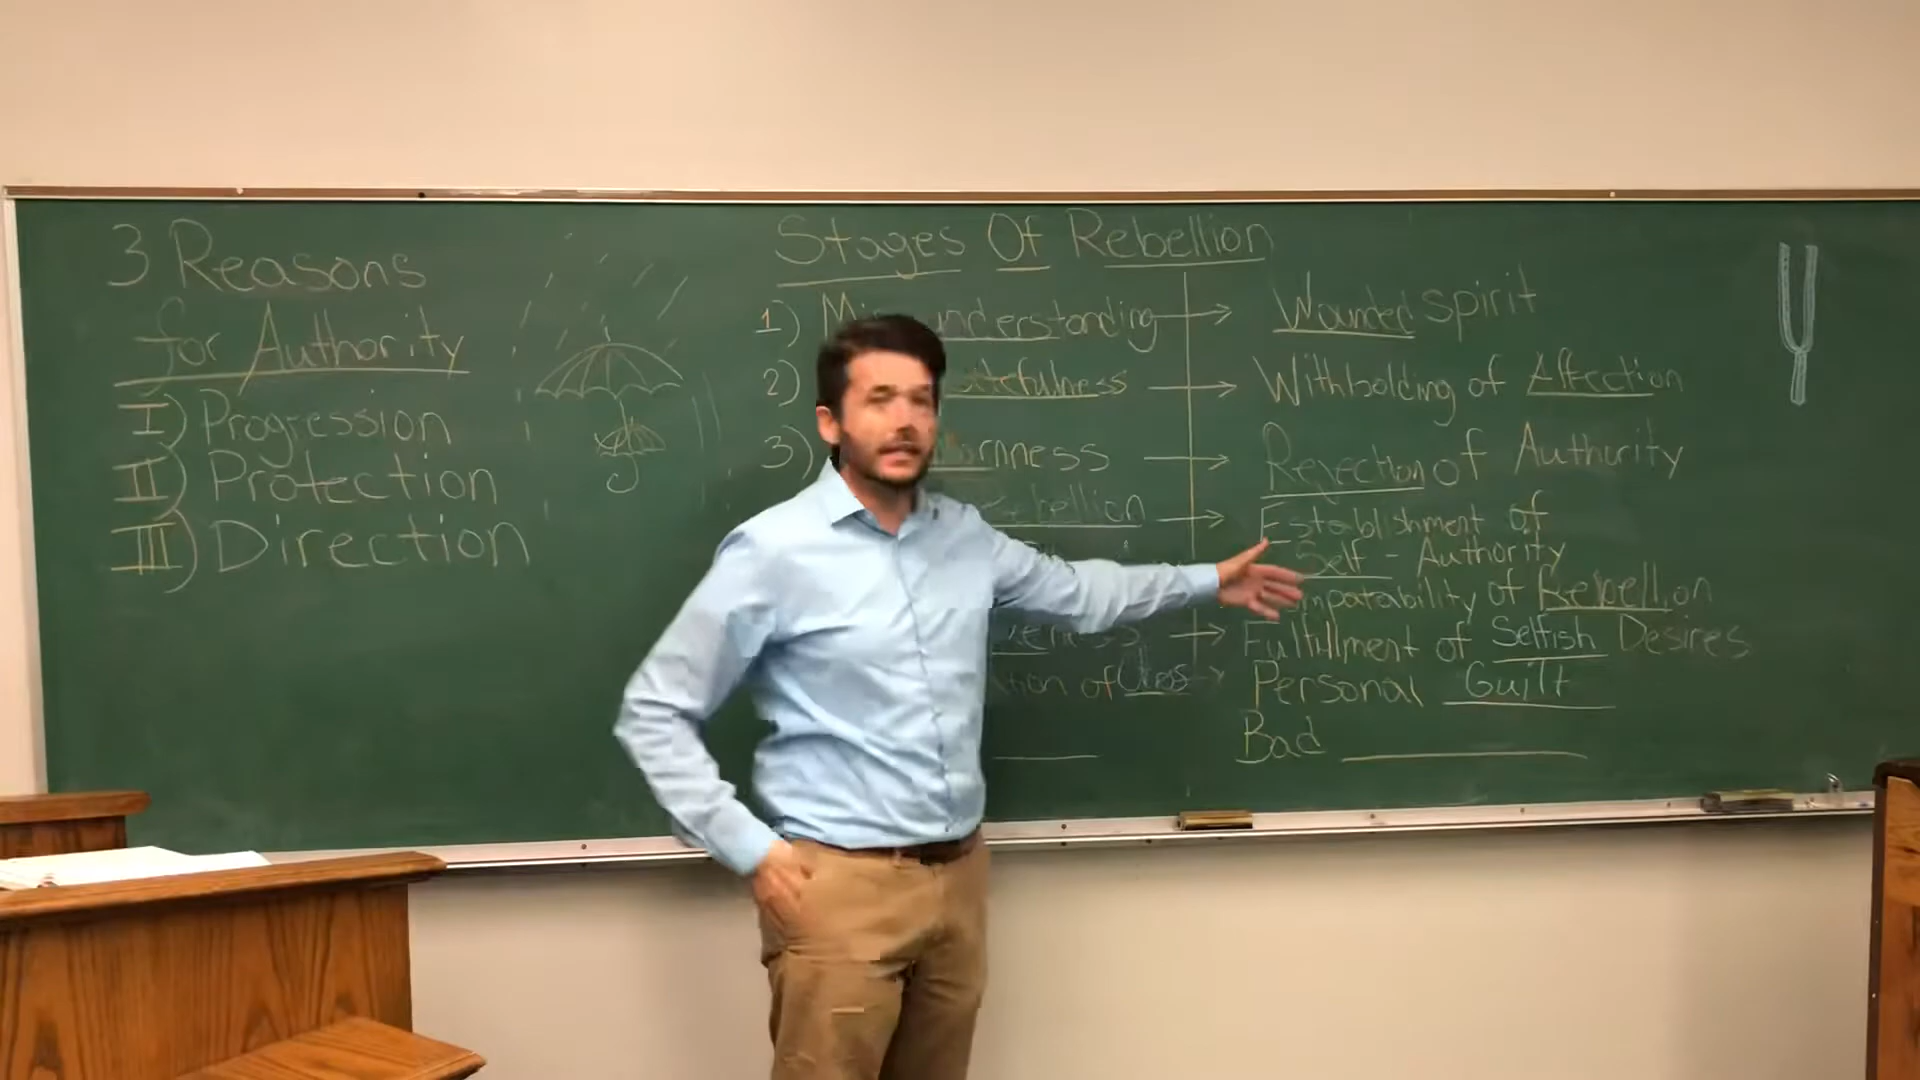 3 Reasons
for Authority
I) Progression
II) Protection
III) Direction
Stages Of Rebellion
1) Misunderstanding → Wounded spirit
2) → Withholding of Affection
3) → Rejection of Authority
Rebellion → Establishment of
Self - Authority
of Rebellion
→ Fulfillment of Selfish Desires
of → Personal Guilt
Bad